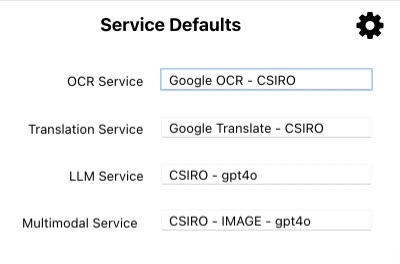 Service Defaults
OCR Service Google OCR - CSIRO
Translation Service Google Translate - CSIRO
LLM Service CSIRO - gpt4o
Multimodal Service CSIRO - IMAGE - gpt4o